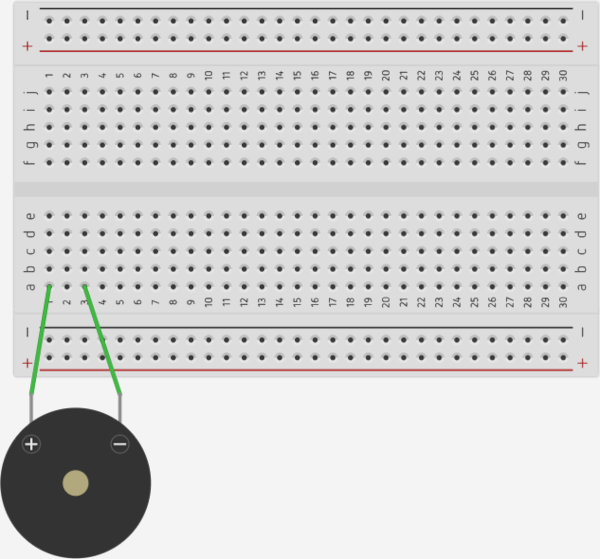 − −
+ +
1 2 3 4 5 6 7 8 9 10 11 12 13 14 15 16 17 18 19 20 21 22 23 24 25 26 27 28 29 30
j j
i i
h h
g g
f f
e e
d d
c c
b b
a a
1 2 3 4 5 6 7 8 9 10 11 12 13 14 15 16 17 18 19 20 21 22 23 24 25 26 27 28 29 30
− −
+ +
+ −